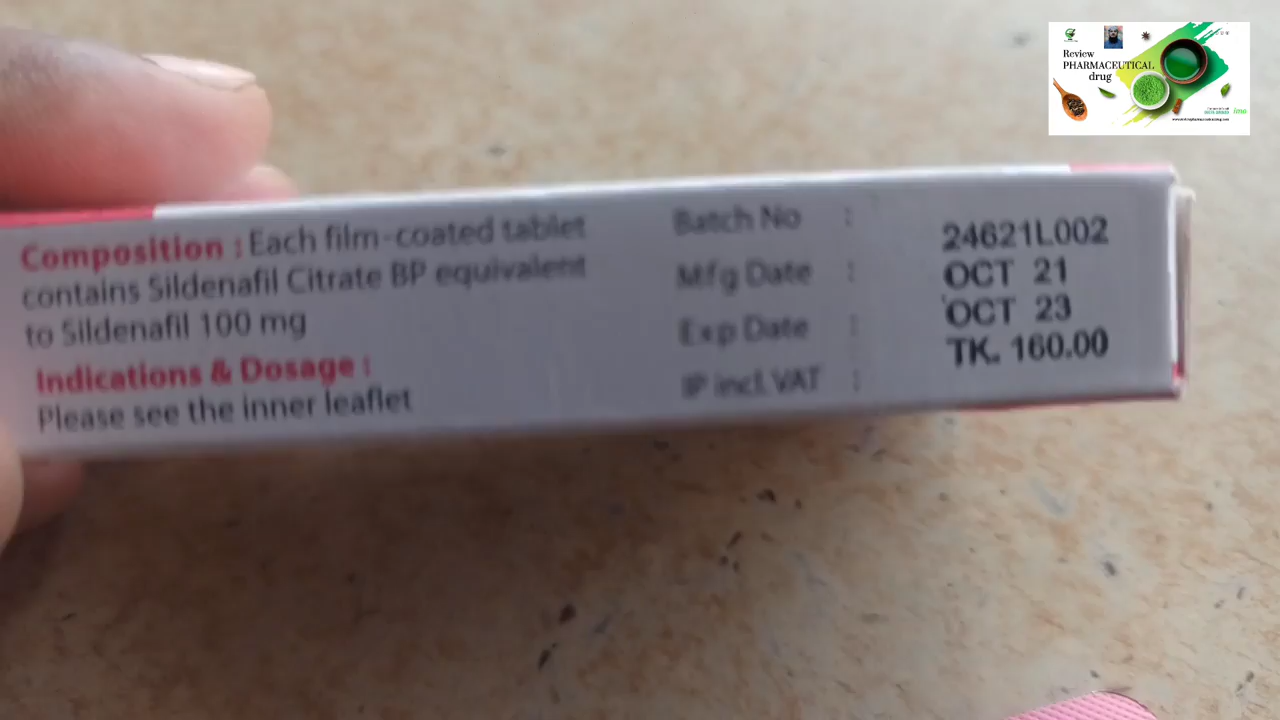 Review
PHARMACEUTICAL
drug
Composition : Each film-coated tablet
contains Sildenafil Citrate BP equivalent
to Sildenafil 100 mg
Indications & Dosage :
Please see the inner leaflet
Batch No : 24621L002
Mfg Date : OCT 21
Exp Date : OCT 23
IP incl. VAT : TK. 160.00